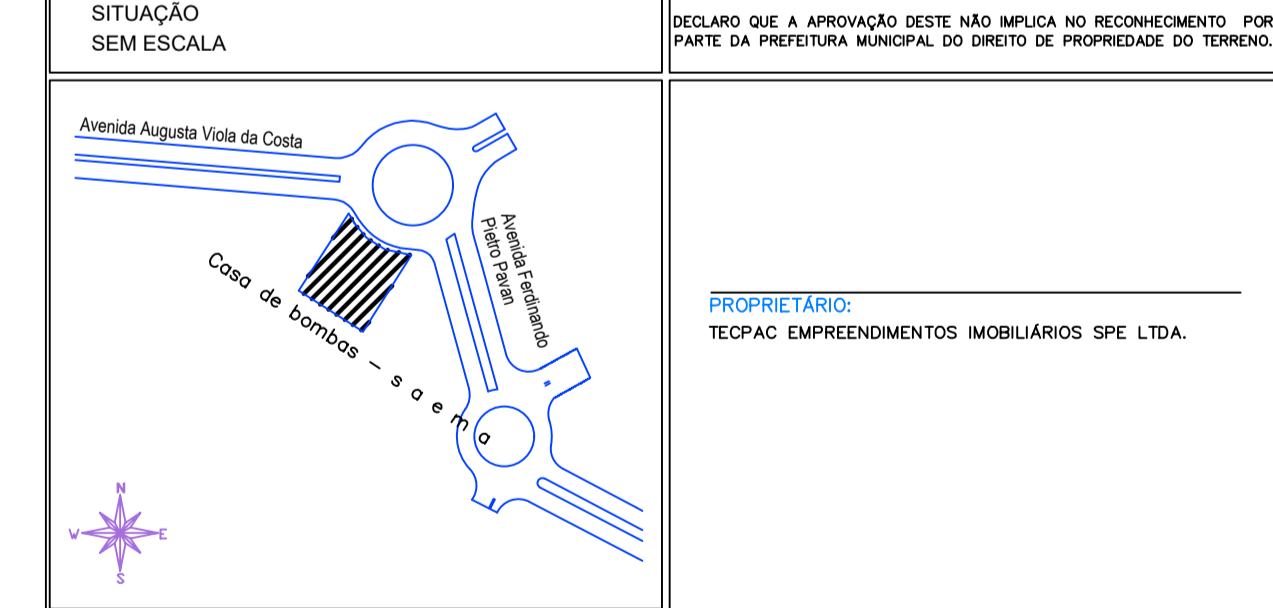 SITUAÇÃO
SEM ESCALA
DECLARO QUE A APROVAÇÃO DESTE NÃO IMPLICA NO RECONHECIMENTO POR
PARTE DA PREFEITURA MUNICIPAL DO DIREITO DE PROPRIEDADE DO TERRENO.
Avenida Augusta Viola da Costa
Avenida Ferdinando
Pietro Pavan
Casa de bombas – s a e m a
N
W
E
S
PROPRIETÁRIO:
TECPAC EMPREENDIMENTOS IMOBILIÁRIOS SPE LTDA.